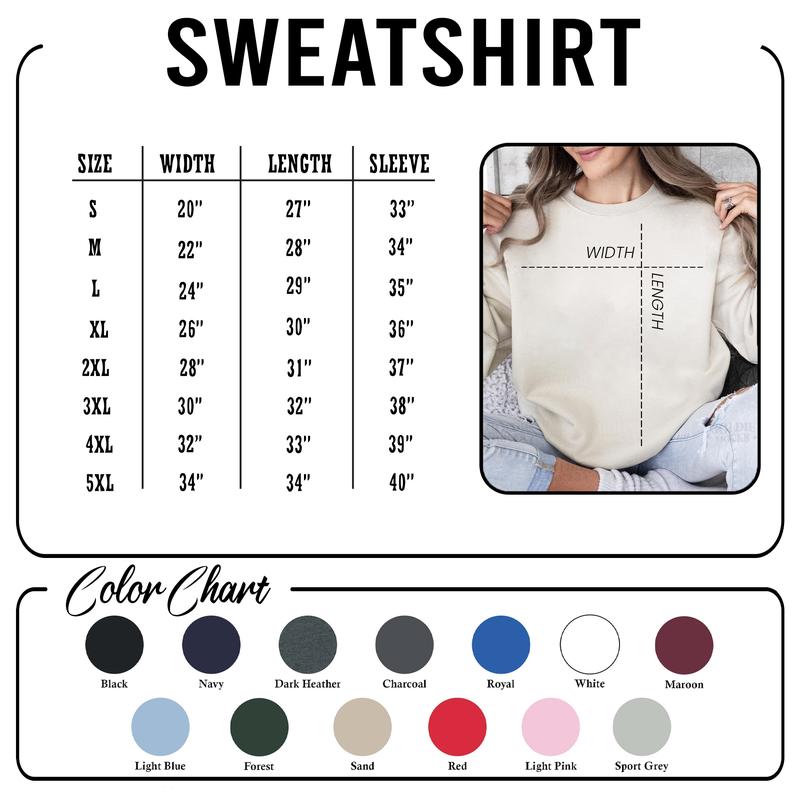 SWEATSHIRT
SIZE WIDTH LENGTH SLEEVE
S 20” 27” 33”
M 22” 28” 34”
L 24” 29” 35”
XL 26” 30” 36”
2XL 28” 31” 37”
3XL 30” 32” 38”
4XL 32” 33” 39”
5XL 34” 34” 40”
WIDTH
LENGTH
Color Chart
Black Navy Dark Heather Charcoal Royal White Maroon
Light Blue Forest Sand Red Light Pink Sport Grey